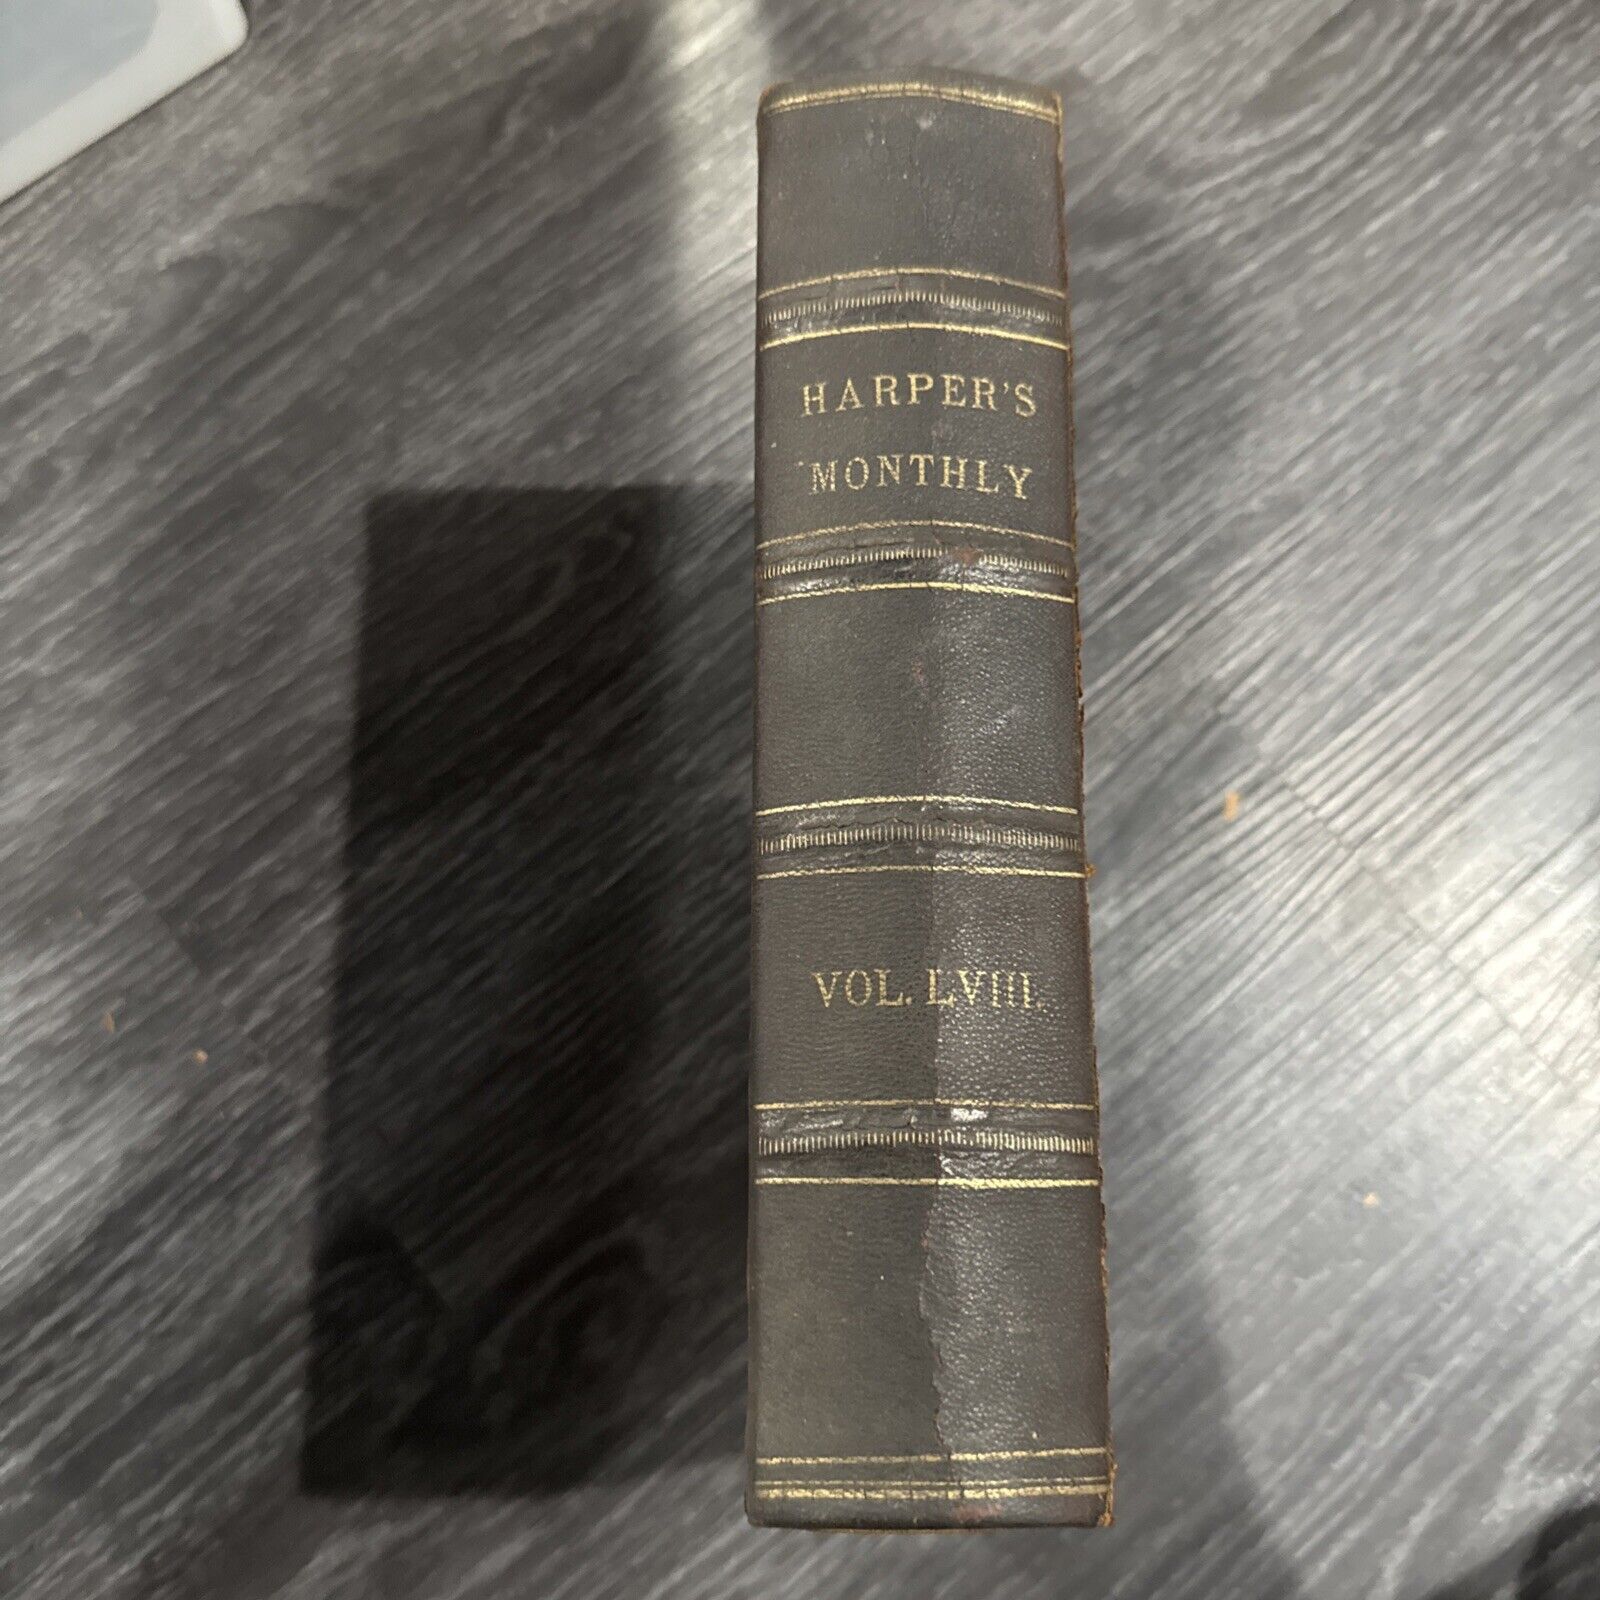 HARPER'S
MONTHLY
VOL. LVIII.